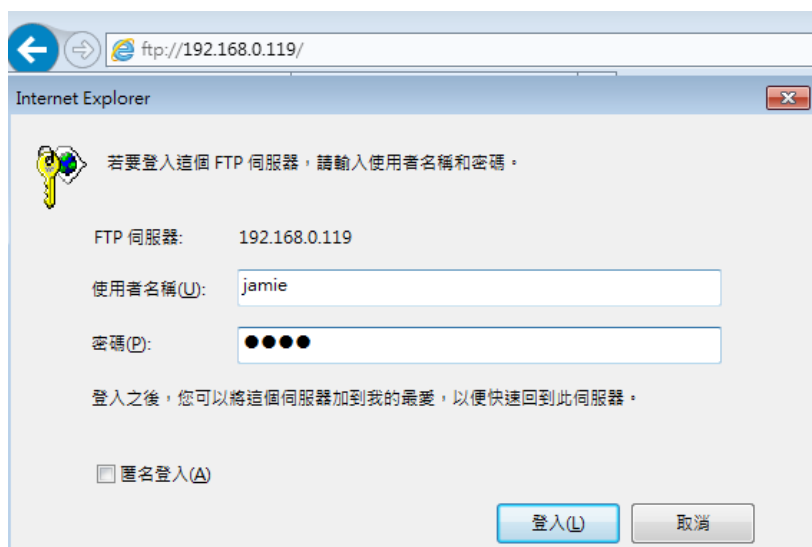 ftp://192.168.0.119/
Internet Explorer
若要登入這個 FTP 伺服器，請輸入使用者名稱和密碼。
FTP 伺服器: 192.168.0.119
使用者名稱(U): jamie
密碼(P): ●●●●
登入之後，您可以將這個伺服器加到我的最愛，以便快速回到此伺服器。
匿名登入(A)
登入(L) 取消